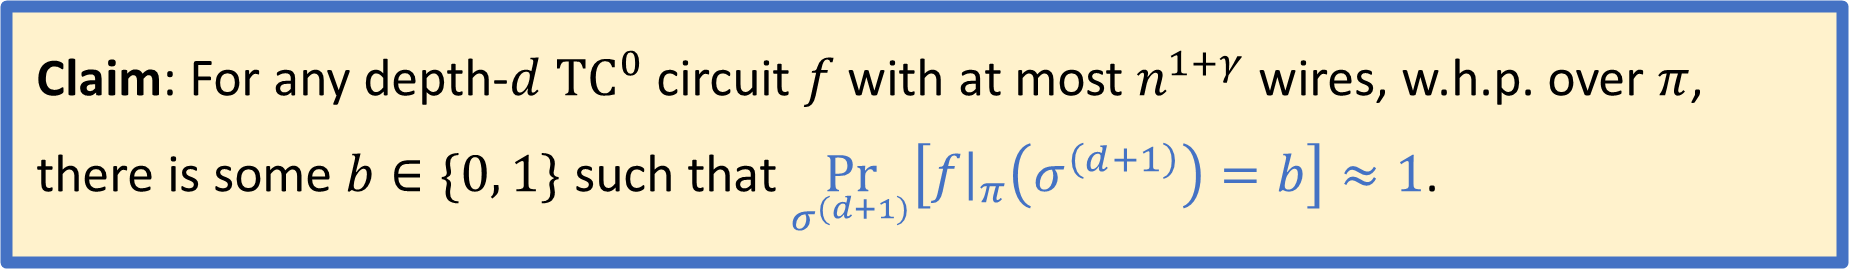 Claim: For any depth-𝑑 TC⁰ circuit 𝑓 with at most 𝑛^{1+γ} wires, w.h.p. over 𝜋,
there is some 𝑏 ∈ {0, 1} such that Pr_{𝜎^{(𝑑+1)}}[𝑓|_𝜋(𝜎^{(𝑑+1)}) = 𝑏] ≈ 1.